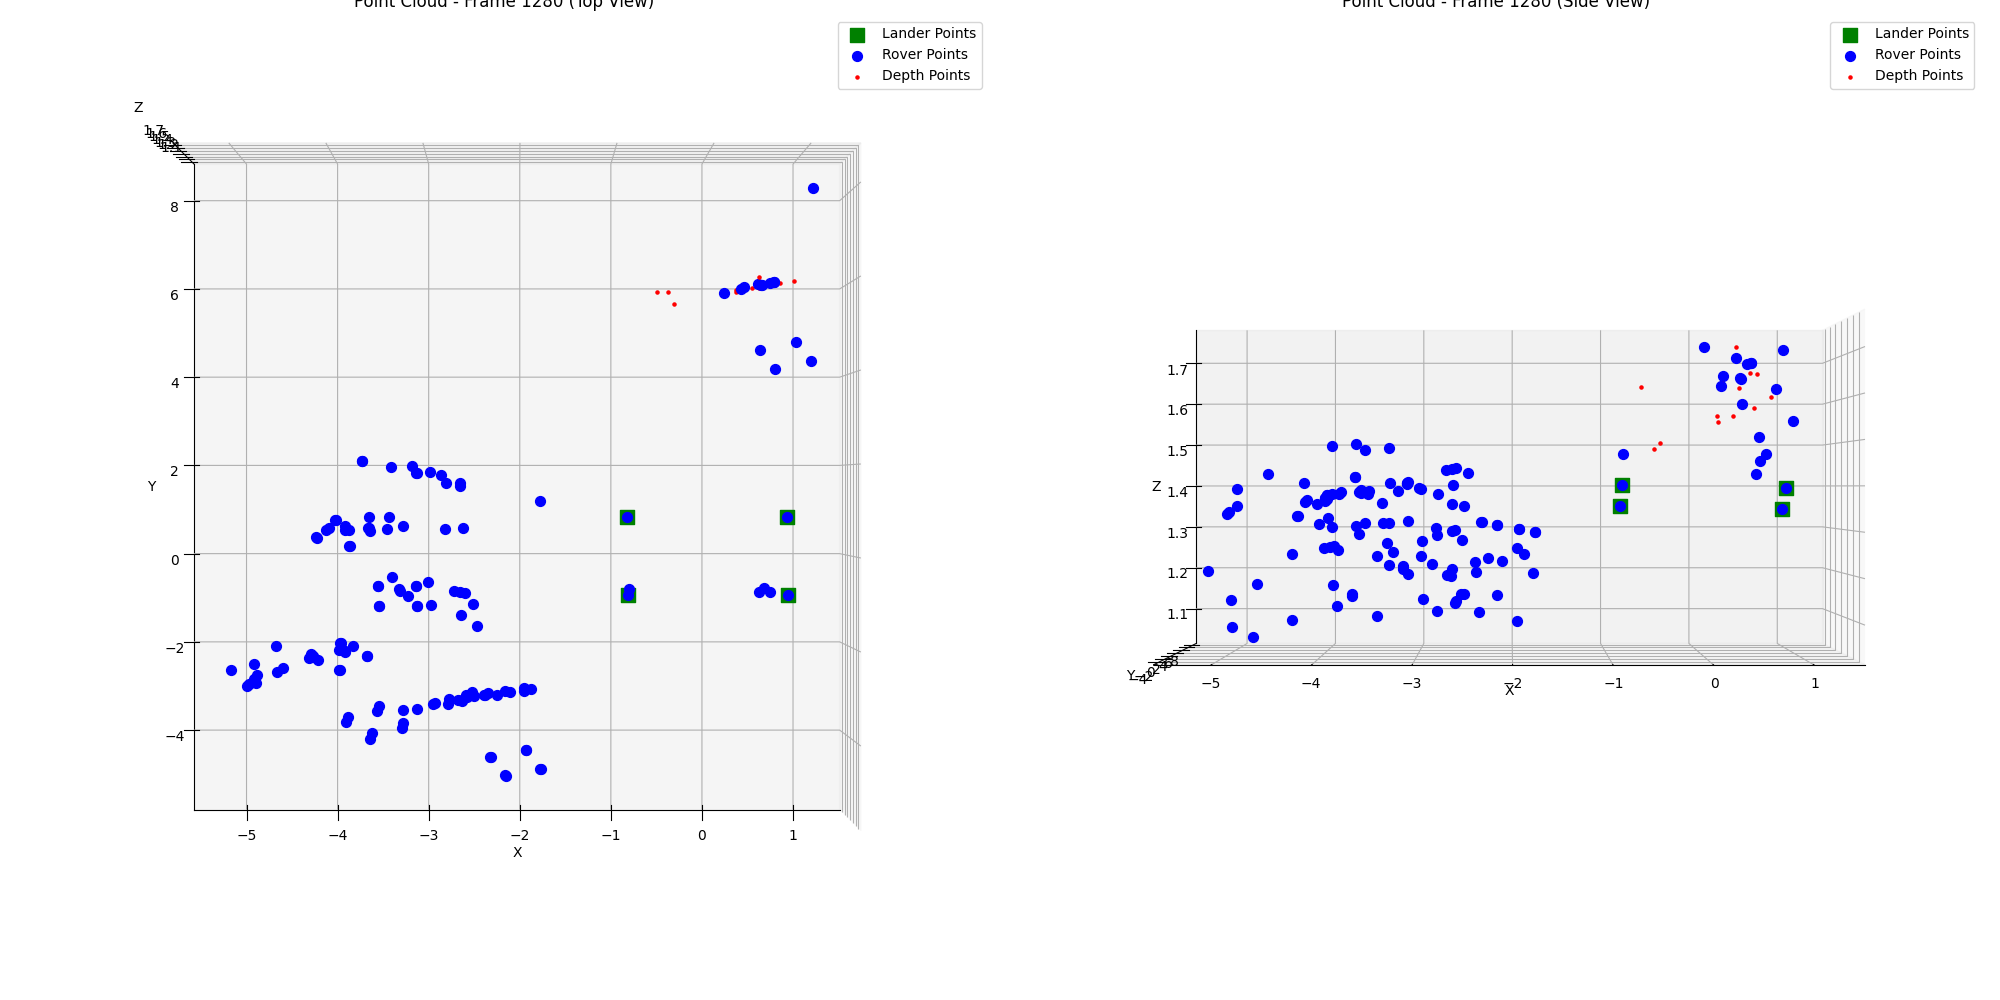 Point Cloud - Frame 1280 (Top View)
Lander Points
Rover Points
Depth Points
Z
8
6
4
2
0
−2
−4
Y
−5
−4
−3
−2
−1
0
1
X
Point Cloud - Frame 1280 (Side View)
Lander Points
Rover Points
Depth Points
1.7
1.6
1.5
1.4
1.3
1.2
1.1
Z
Y
−5
−4
−3
−2
−1
0
1
X